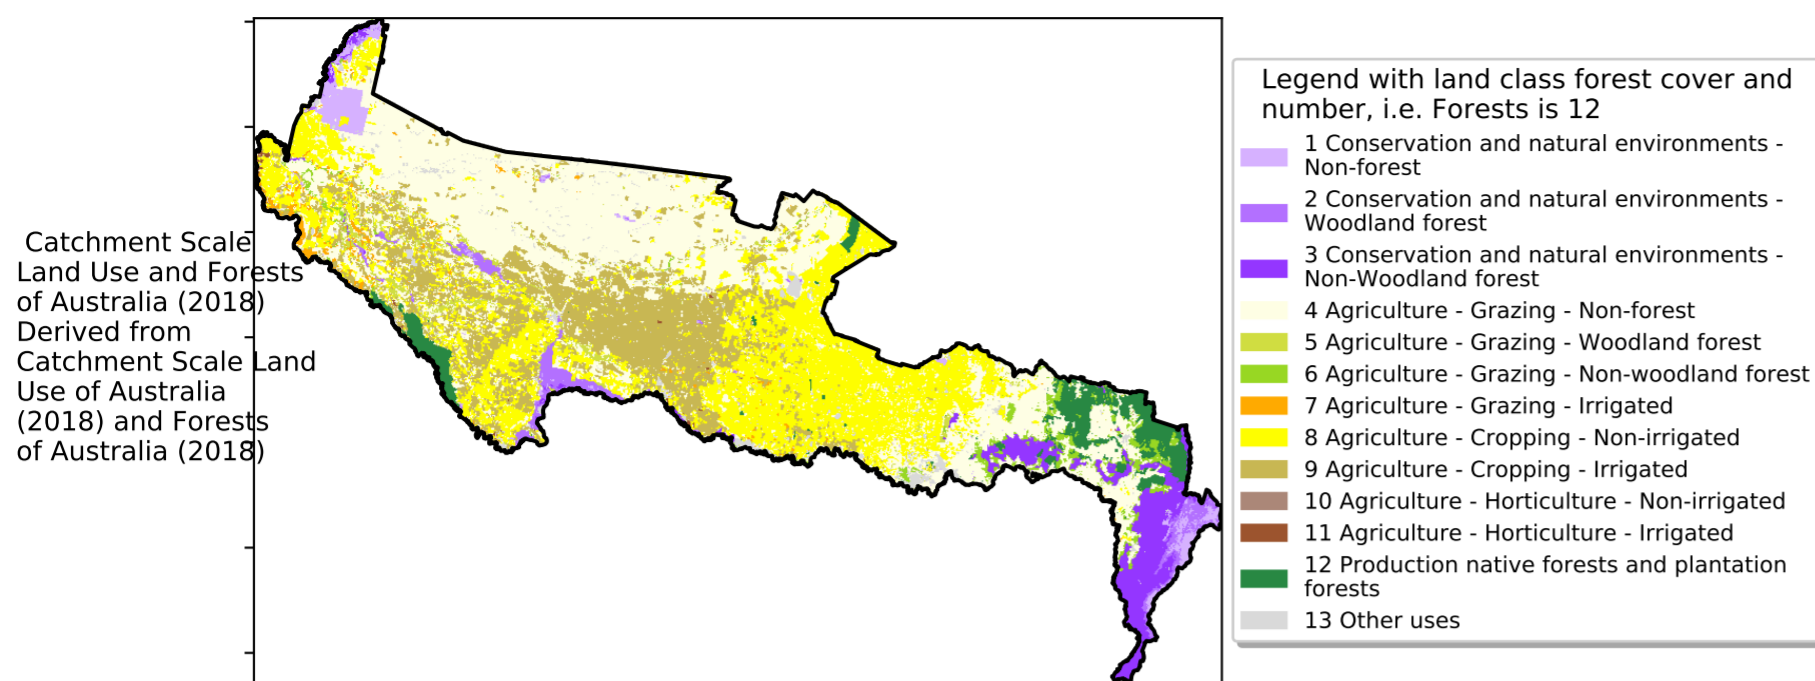 Catchment Scale
Land Use and Forests
of Australia (2018)
Derived from
Catchment Scale Land
Use of Australia
(2018) and Forests
of Australia (2018)
Legend with land class forest cover and
number, i.e. Forests is 12
1 Conservation and natural environments -
Non-forest
2 Conservation and natural environments -
Woodland forest
3 Conservation and natural environments -
Non-Woodland forest
4 Agriculture - Grazing - Non-forest
5 Agriculture - Grazing - Woodland forest
6 Agriculture - Grazing - Non-woodland forest
7 Agriculture - Grazing - Irrigated
8 Agriculture - Cropping - Non-irrigated
9 Agriculture - Cropping - Irrigated
10 Agriculture - Horticulture - Non-irrigated
11 Agriculture - Horticulture - Irrigated
12 Production native forests and plantation
forests
13 Other uses